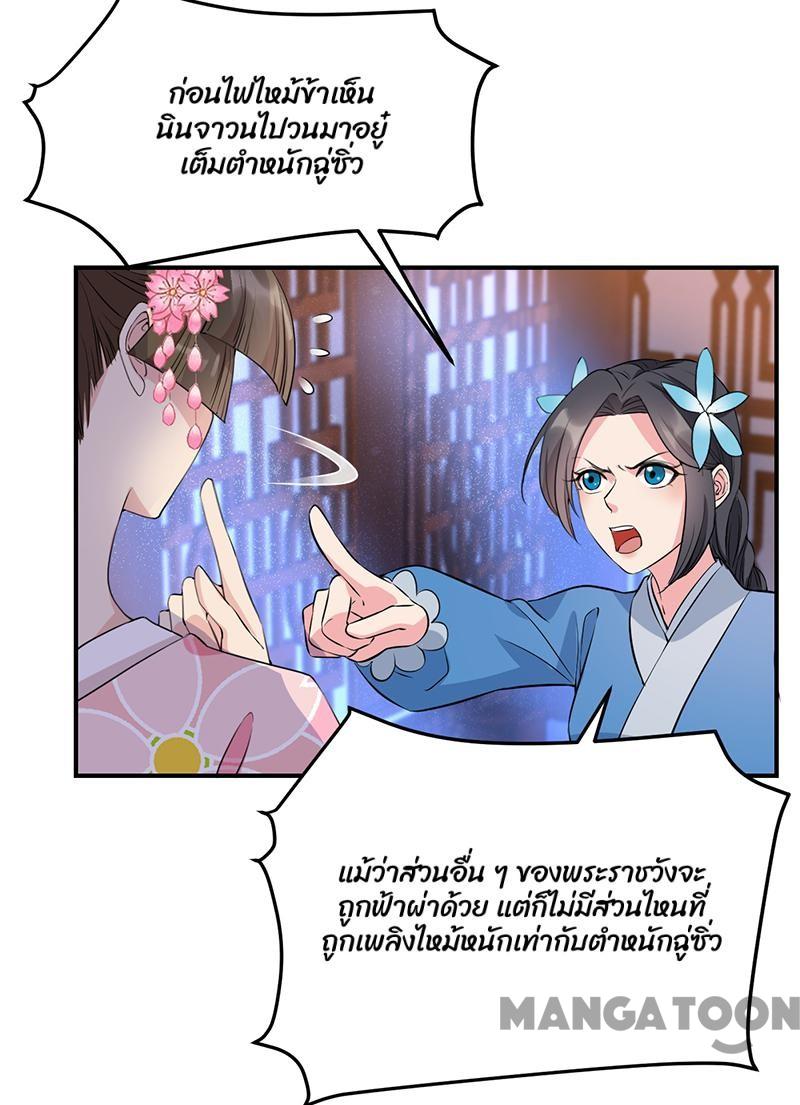 ก่อนไฟไหม้ข้าเห็น
นินจาวนไปวนมาอยู่
เต็มตำหนักฉู่ซิ่ว
แม้ว่าส่วนอื่น ๆ ของพระราชวังจะ
ถูกฟ้าผ่าด้วย แต่ก็ไม่มีส่วนไหนที่
ถูกเพลิงไหม้หนักเท่ากับตำหนักฉู่ซิ่ว
MANGATOON